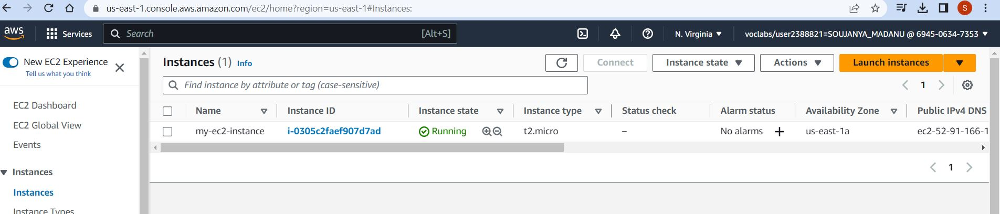 us-east-1.console.aws.amazon.com/ec2/home?region=us-east-1#Instances:
S
aws
Services
Search
[Alt+S]
N. Virginia
voclabs/user2388821=SOUJANYA_MADANU @ 6945-0634-7353
New EC2 Experience
Tell us what you think
EC2 Dashboard
EC2 Global View
Events
Instances
Instances
Instance Types
Instances (1) Info
Connect
Instance state
Actions
Launch instances
Find instance by attribute or tag (case-sensitive)
1
Name Instance ID Instance state Instance type Status check Alarm status Availability Zone Public IPv4 DNS
my-ec2-instance i-0305c2faef907d7ad Running t2.micro – No alarms + us-east-1a ec2-52-91-166-1
1